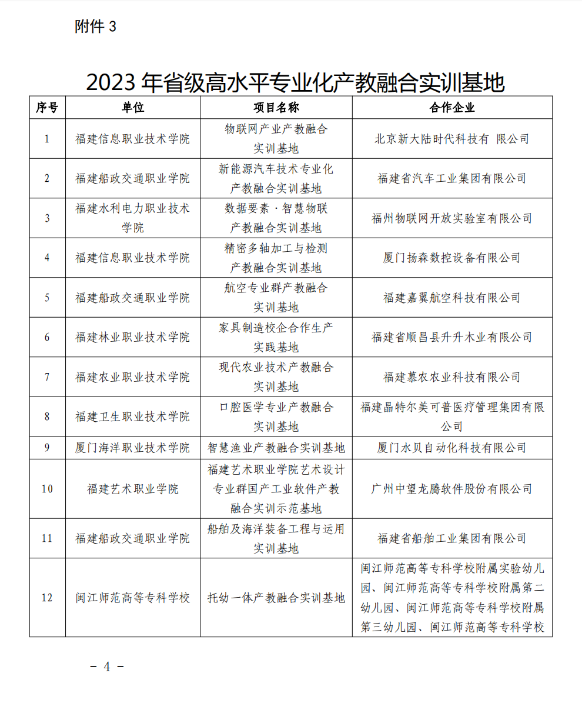 附件 3
2023 年省级高水平专业化产教融合实训基地
序号 单位 项目名称 合作企业
1 福建信息职业技术学院 物联网产业产教融合
实训基地 北京新大陆时代科技有 限公司
2 福建船政交通职业学院 新能源汽车技术专业化
产教融合实训基地 福建省汽车工业集团有限公司
3 福建水利电力职业技术
学院 数据要素·智慧物联
产教融合实训基地 福州物联网开放实验室有限公司
4 福建信息职业技术学院 精密多轴加工与检测
产教融合实训基地 厦门扬森数控设备有限公司
5 福建船政交通职业学院 航空专业群产教融合
实训基地 福建嘉翼航空科技有限公司
6 福建林业职业技术学院 家具制造校企合作生产
实践基地 福建省顺昌县升升木业有限公司
7 福建农业职业技术学院 现代农业技术产教融合
实训基地 福建慕农农业科技有限公司
8 福建卫生职业技术学院 口腔医学专业产教融合
实训基地 福建晶特尔美可普医疗管理集团有限
公司
9 厦门海洋职业技术学院 智慧渔业产教融合实训基地 厦门水贝自动化科技有限公司
10 福建艺术职业学院 福建艺术职业学院艺术设计
专业群国产工业软件产教
融合实训示范基地 广州中望龙腾软件股份有限公司
11 福建船政交通职业学院 船舶及海洋装备工程与运用
实训基地 福建省船舶工业集团有限公司
12 闽江师范高等专科学校 托幼一体产教融合实训基地 闽江师范高等专科学校附属实验幼儿
园、闽江师范高等专科学校附属第二
幼儿园、闽江师范高等专科学校附属
第三幼儿园、闽江师范高等专科学校
- 4 -